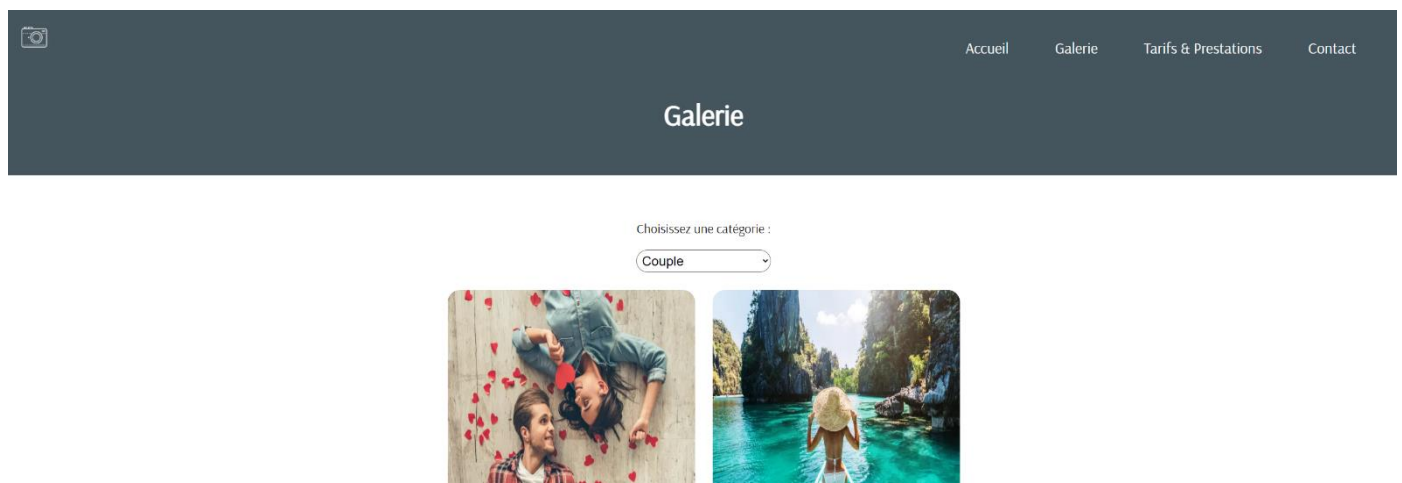 Accueil Galerie Tarifs & Prestations Contact
Galerie
Choisissez une catégorie :
Couple